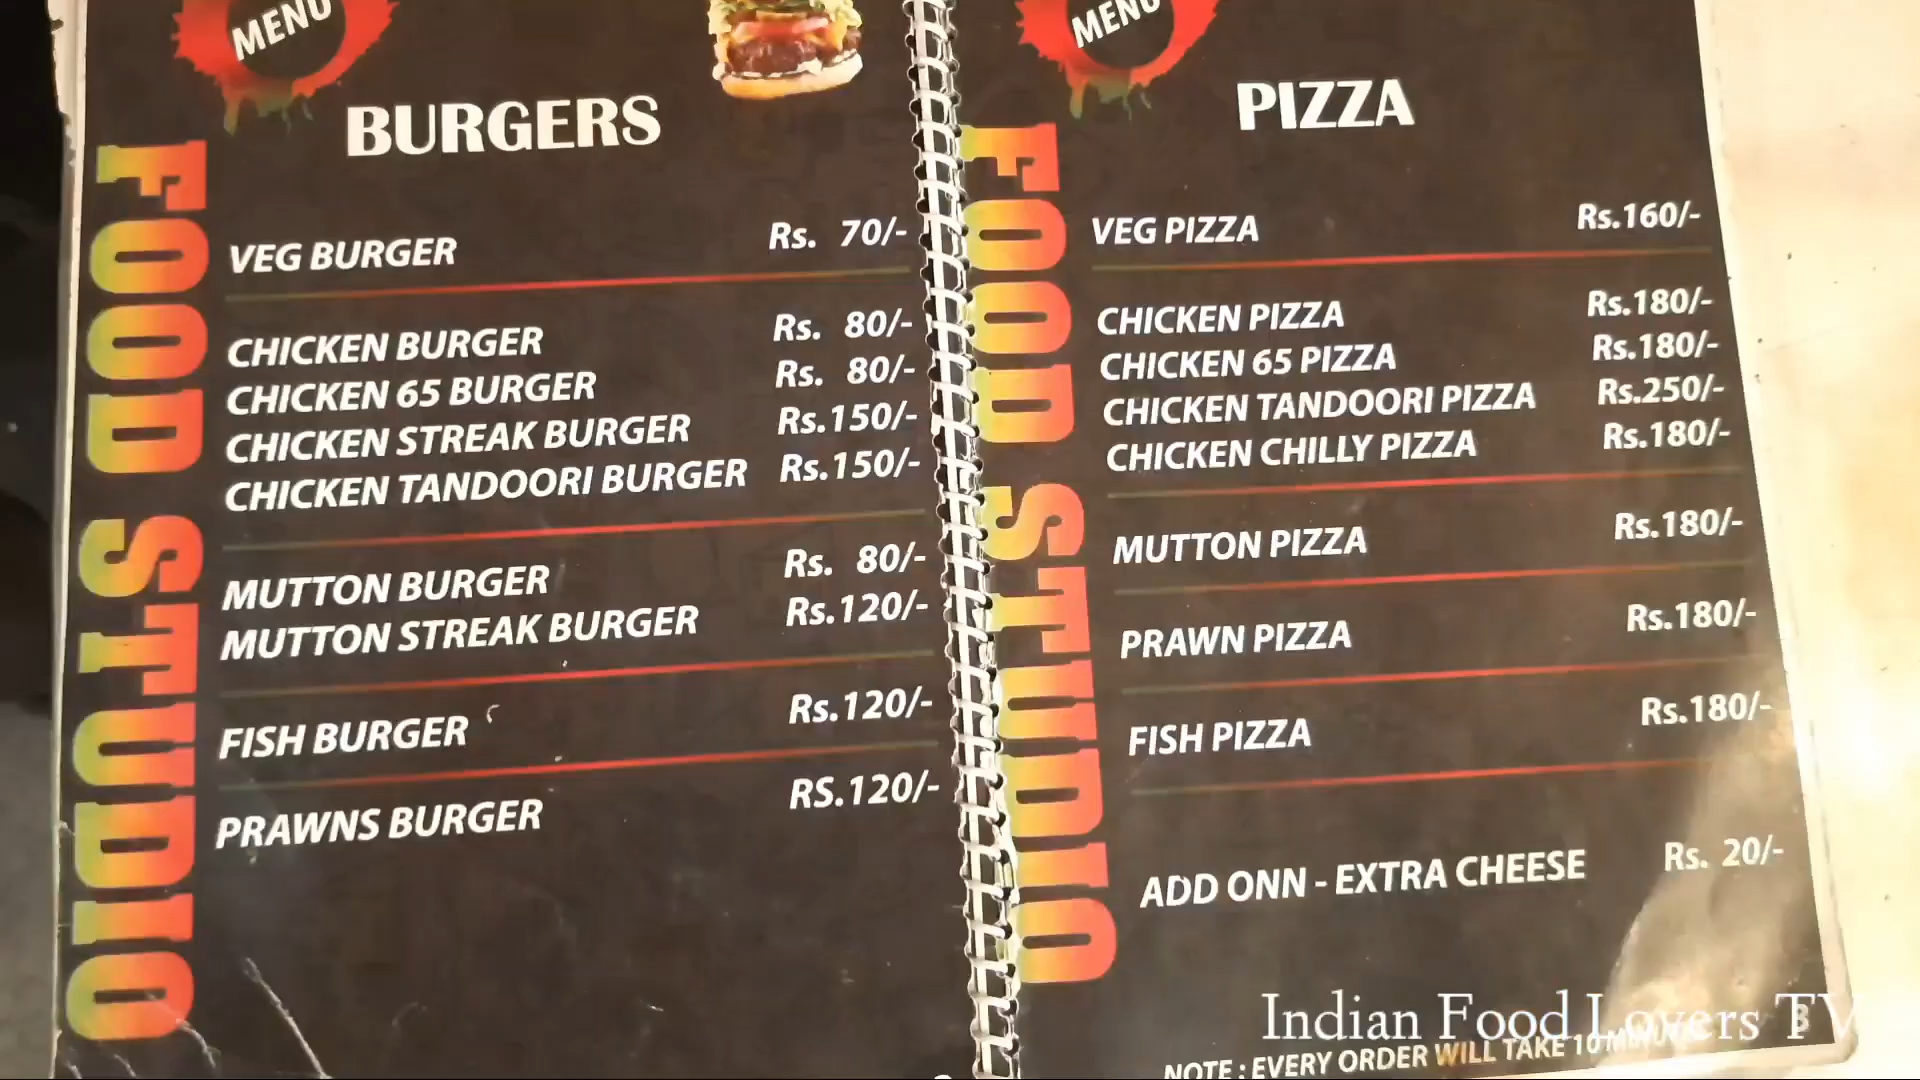 MENU
BURGERS
FOOD STUDIO
VEG BURGER Rs. 70/-
CHICKEN BURGER Rs. 80/-
CHICKEN 65 BURGER Rs. 80/-
CHICKEN STREAK BURGER Rs.150/-
CHICKEN TANDOORI BURGER Rs.150/-
MUTTON BURGER Rs. 80/-
MUTTON STREAK BURGER Rs.120/-
FISH BURGER Rs.120/-
PRAWNS BURGER RS.120/-
MENU
PIZZA
FOOD STUDIO
VEG PIZZA Rs.160/-
CHICKEN PIZZA Rs.180/-
CHICKEN 65 PIZZA Rs.180/-
CHICKEN TANDOORI PIZZA Rs.250/-
CHICKEN CHILLY PIZZA Rs.180/-
MUTTON PIZZA Rs.180/-
PRAWN PIZZA Rs.180/-
FISH PIZZA Rs.180/-
ADD ONN - EXTRA CHEESE Rs. 20/-
Indian Food Lovers TV
NOTE : EVERY ORDER WILL TAKE 10